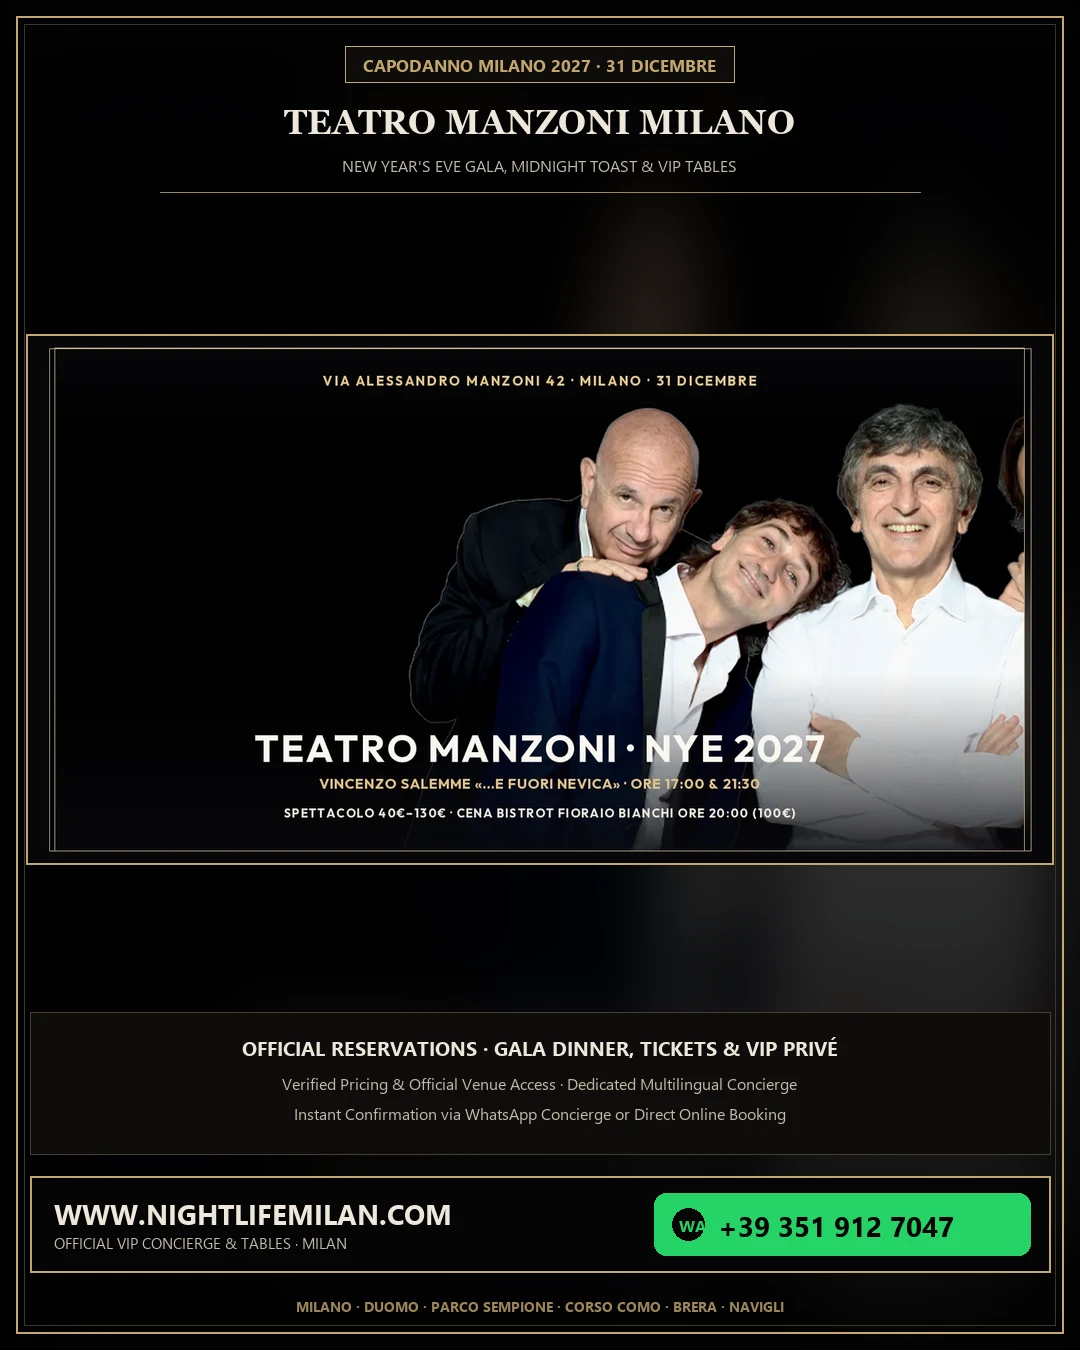 CAPODANNO MILANO 2027 · 31 DICEMBRE
TEATRO MANZONI MILANO
NEW YEAR'S EVE GALA, MIDNIGHT TOAST & VIP TABLES
VIA ALESSANDRO MANZONI 42 · MILANO · 31 DICEMBRE
TEATRO MANZONI · NYE 2027
VINCENZO SALEMME «...E FUORI NEVICA» · ORE 17:00 & 21:30
SPETTACOLO 40€–130€ · CENA BISTROT FIORAIO BIANCHI ORE 20:00 (100€)
OFFICIAL RESERVATIONS · GALA DINNER, TICKETS & VIP PRIVÉ
Verified Pricing & Official Venue Access · Dedicated Multilingual Concierge
Instant Confirmation via WhatsApp Concierge or Direct Online Booking
WWW.NIGHTLIFEMILAN.COM
OFFICIAL VIP CONCIERGE & TABLES · MILAN
WA +39 351 912 7047
MILANO · DUOMO · PARCO SEMPIONE · CORSO COMO · BRERA · NAVIGLI